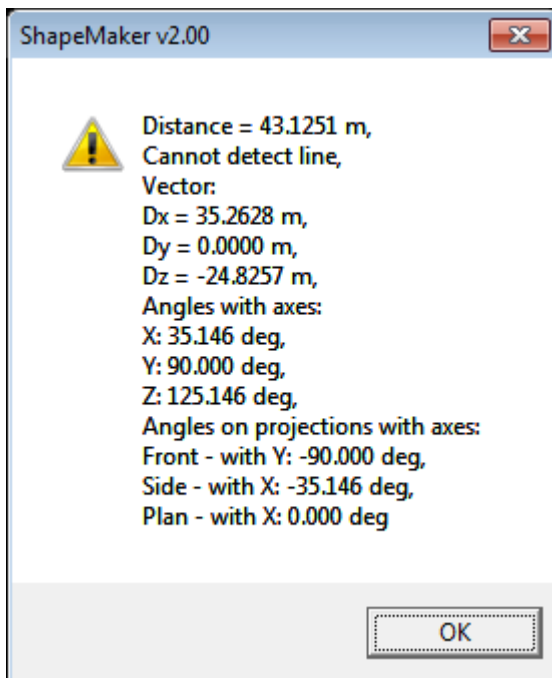 ShapeMaker v2.00
Distance = 43.1251 m,
Cannot detect line,
Vector:
Dx = 35.2628 m,
Dy = 0.0000 m,
Dz = -24.8257 m,
Angles with axes:
X: 35.146 deg,
Y: 90.000 deg,
Z: 125.146 deg,
Angles on projections with axes:
Front - with Y: -90.000 deg,
Side - with X: -35.146 deg,
Plan - with X: 0.000 deg
OK